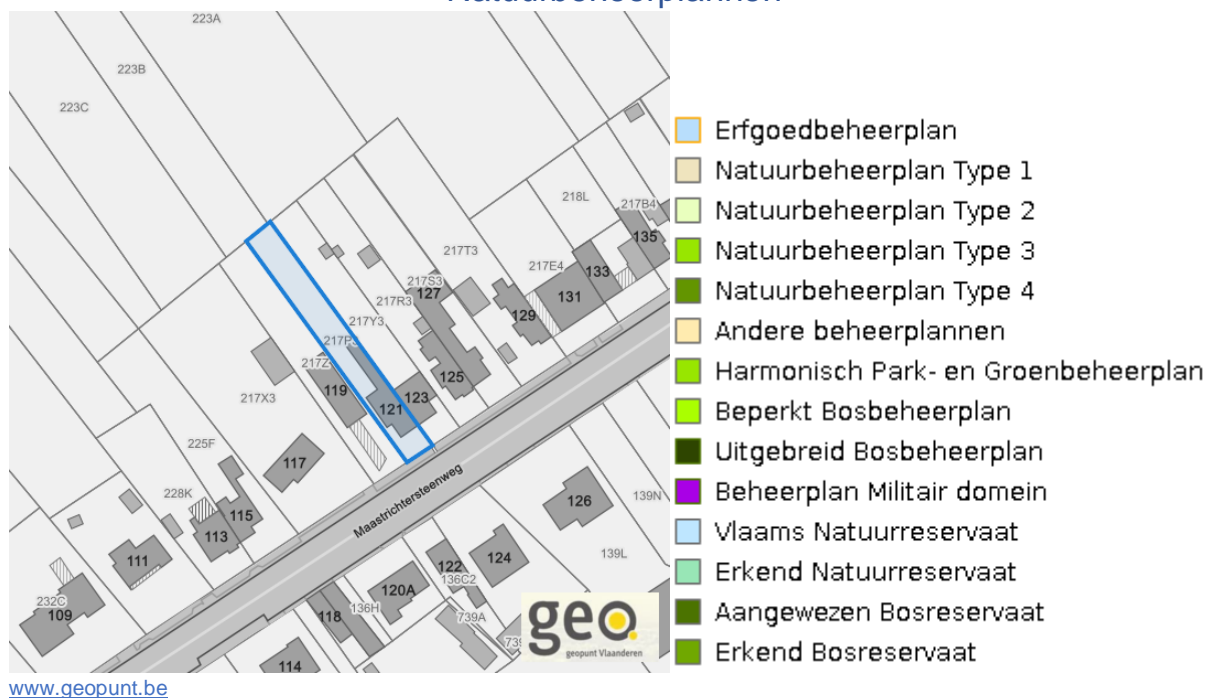 Natuurbeheerplannen
223A
223B
223C
218L
217B4
135
217T3
217E4
133
217S3
127
131
217R3
129
217Y3
217P3
217Z
119
125
123
121
217X3
225F
117
Maastrichtersteenweg
228K
126
139N
115
113
124
139L
111
122
136C2
120A
232C
109
118
136H
739A
739
114
geo
geopunt Vlaanderen
Erfgoedbeheerplan
Natuurbeheerplan Type 1
Natuurbeheerplan Type 2
Natuurbeheerplan Type 3
Natuurbeheerplan Type 4
Andere beheerplannen
Harmonisch Park- en Groenbeheerplan
Beperkt Bosbeheerplan
Uitgebreid Bosbeheerplan
Beheerplan Militair domein
Vlaams Natuurreservaat
Erkend Natuurreservaat
Aangewezen Bosreservaat
Erkend Bosreservaat
www.geopunt.be